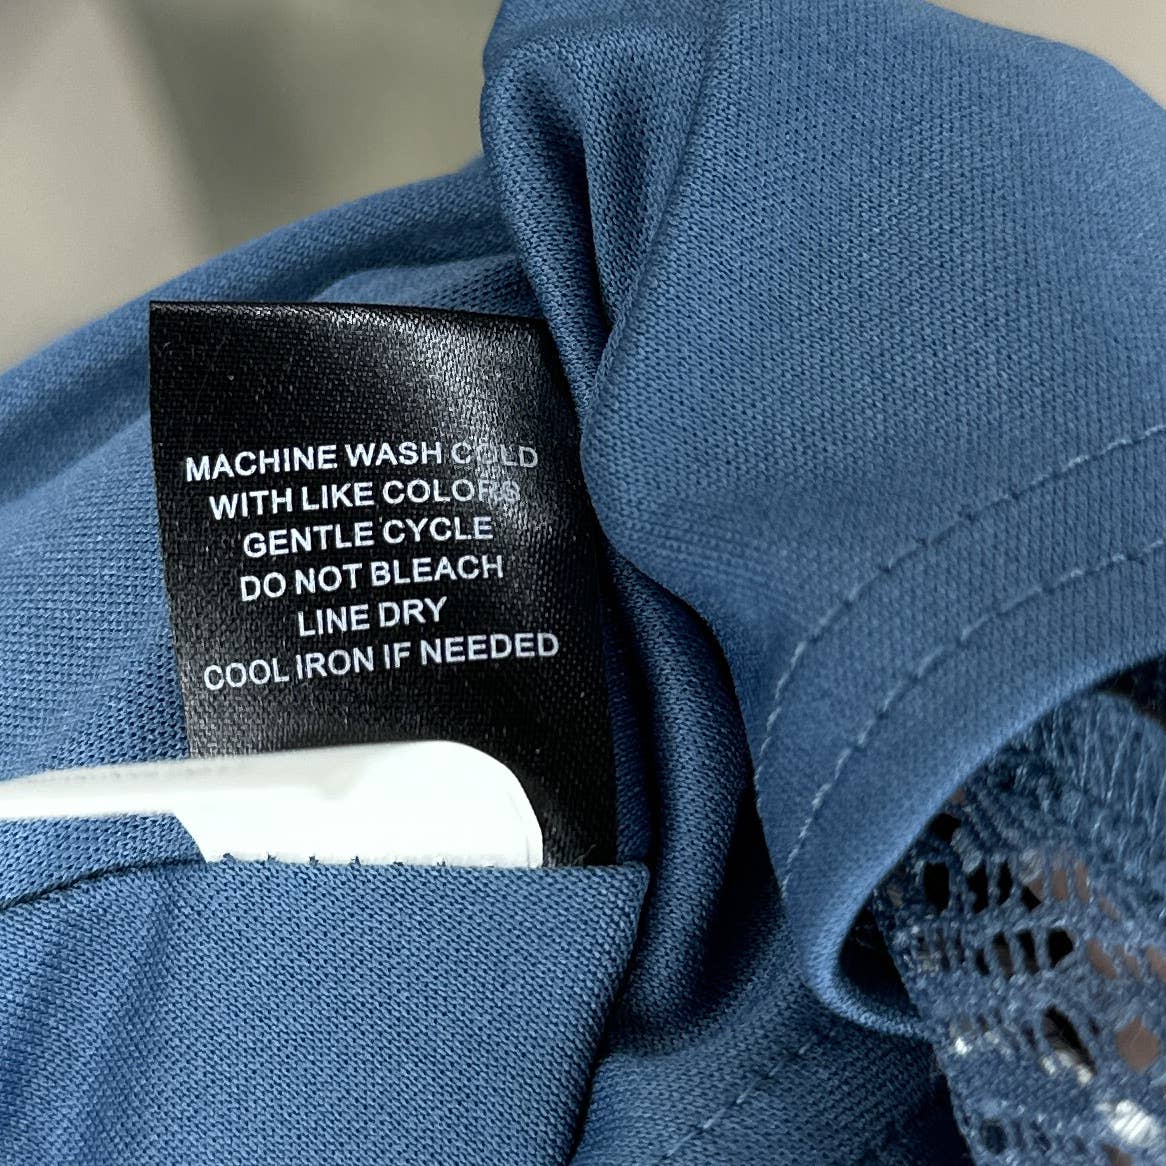 MACHINE WASH COLD
WITH LIKE COLORS
GENTLE CYCLE
DO NOT BLEACH
LINE DRY
COOL IRON IF NEEDED